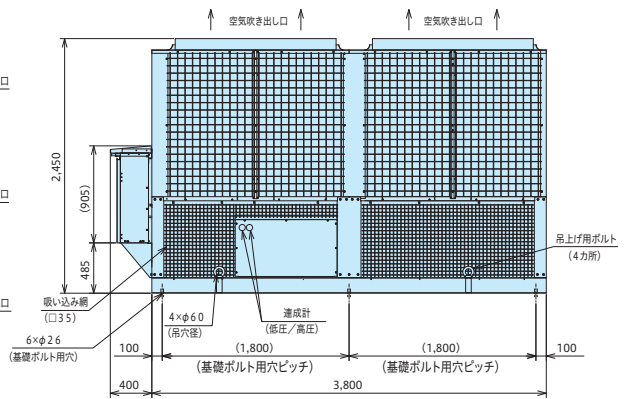 空気吹き出し口
空気吹き出し口
口
口
口
2,450
(905)
485
吸い込み網
(□35)
6×φ26
(基礎ボルト用穴)
4×φ60
(吊穴径)
連成計
(低圧/高圧)
吊上げ用ボルト
(4カ所)
100
(1,800)
(1,800)
100
(基礎ボルト用穴ピッチ)
(基礎ボルト用穴ピッチ)
400
3,800